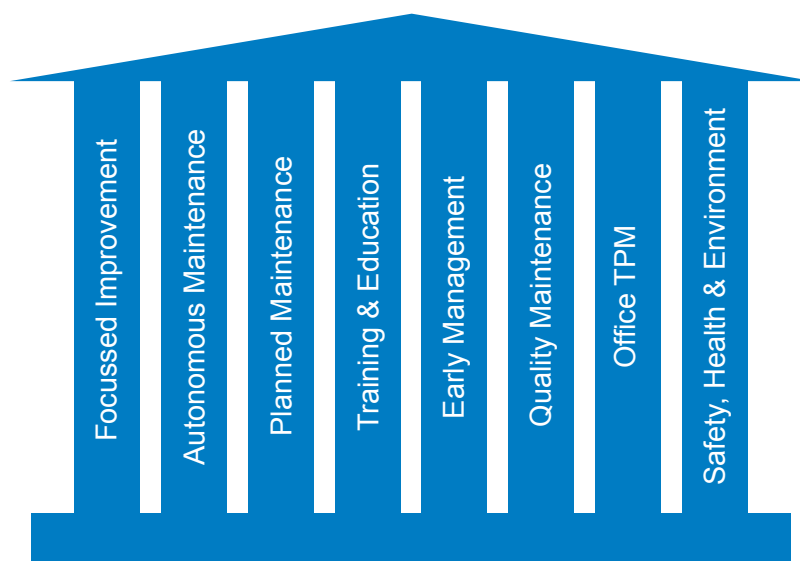 Focussed Improvement
Autonomous Maintenance
Planned Maintenance
Training & Education
Early Management
Quality Maintenance
Office TPM
Safety, Health & Environment